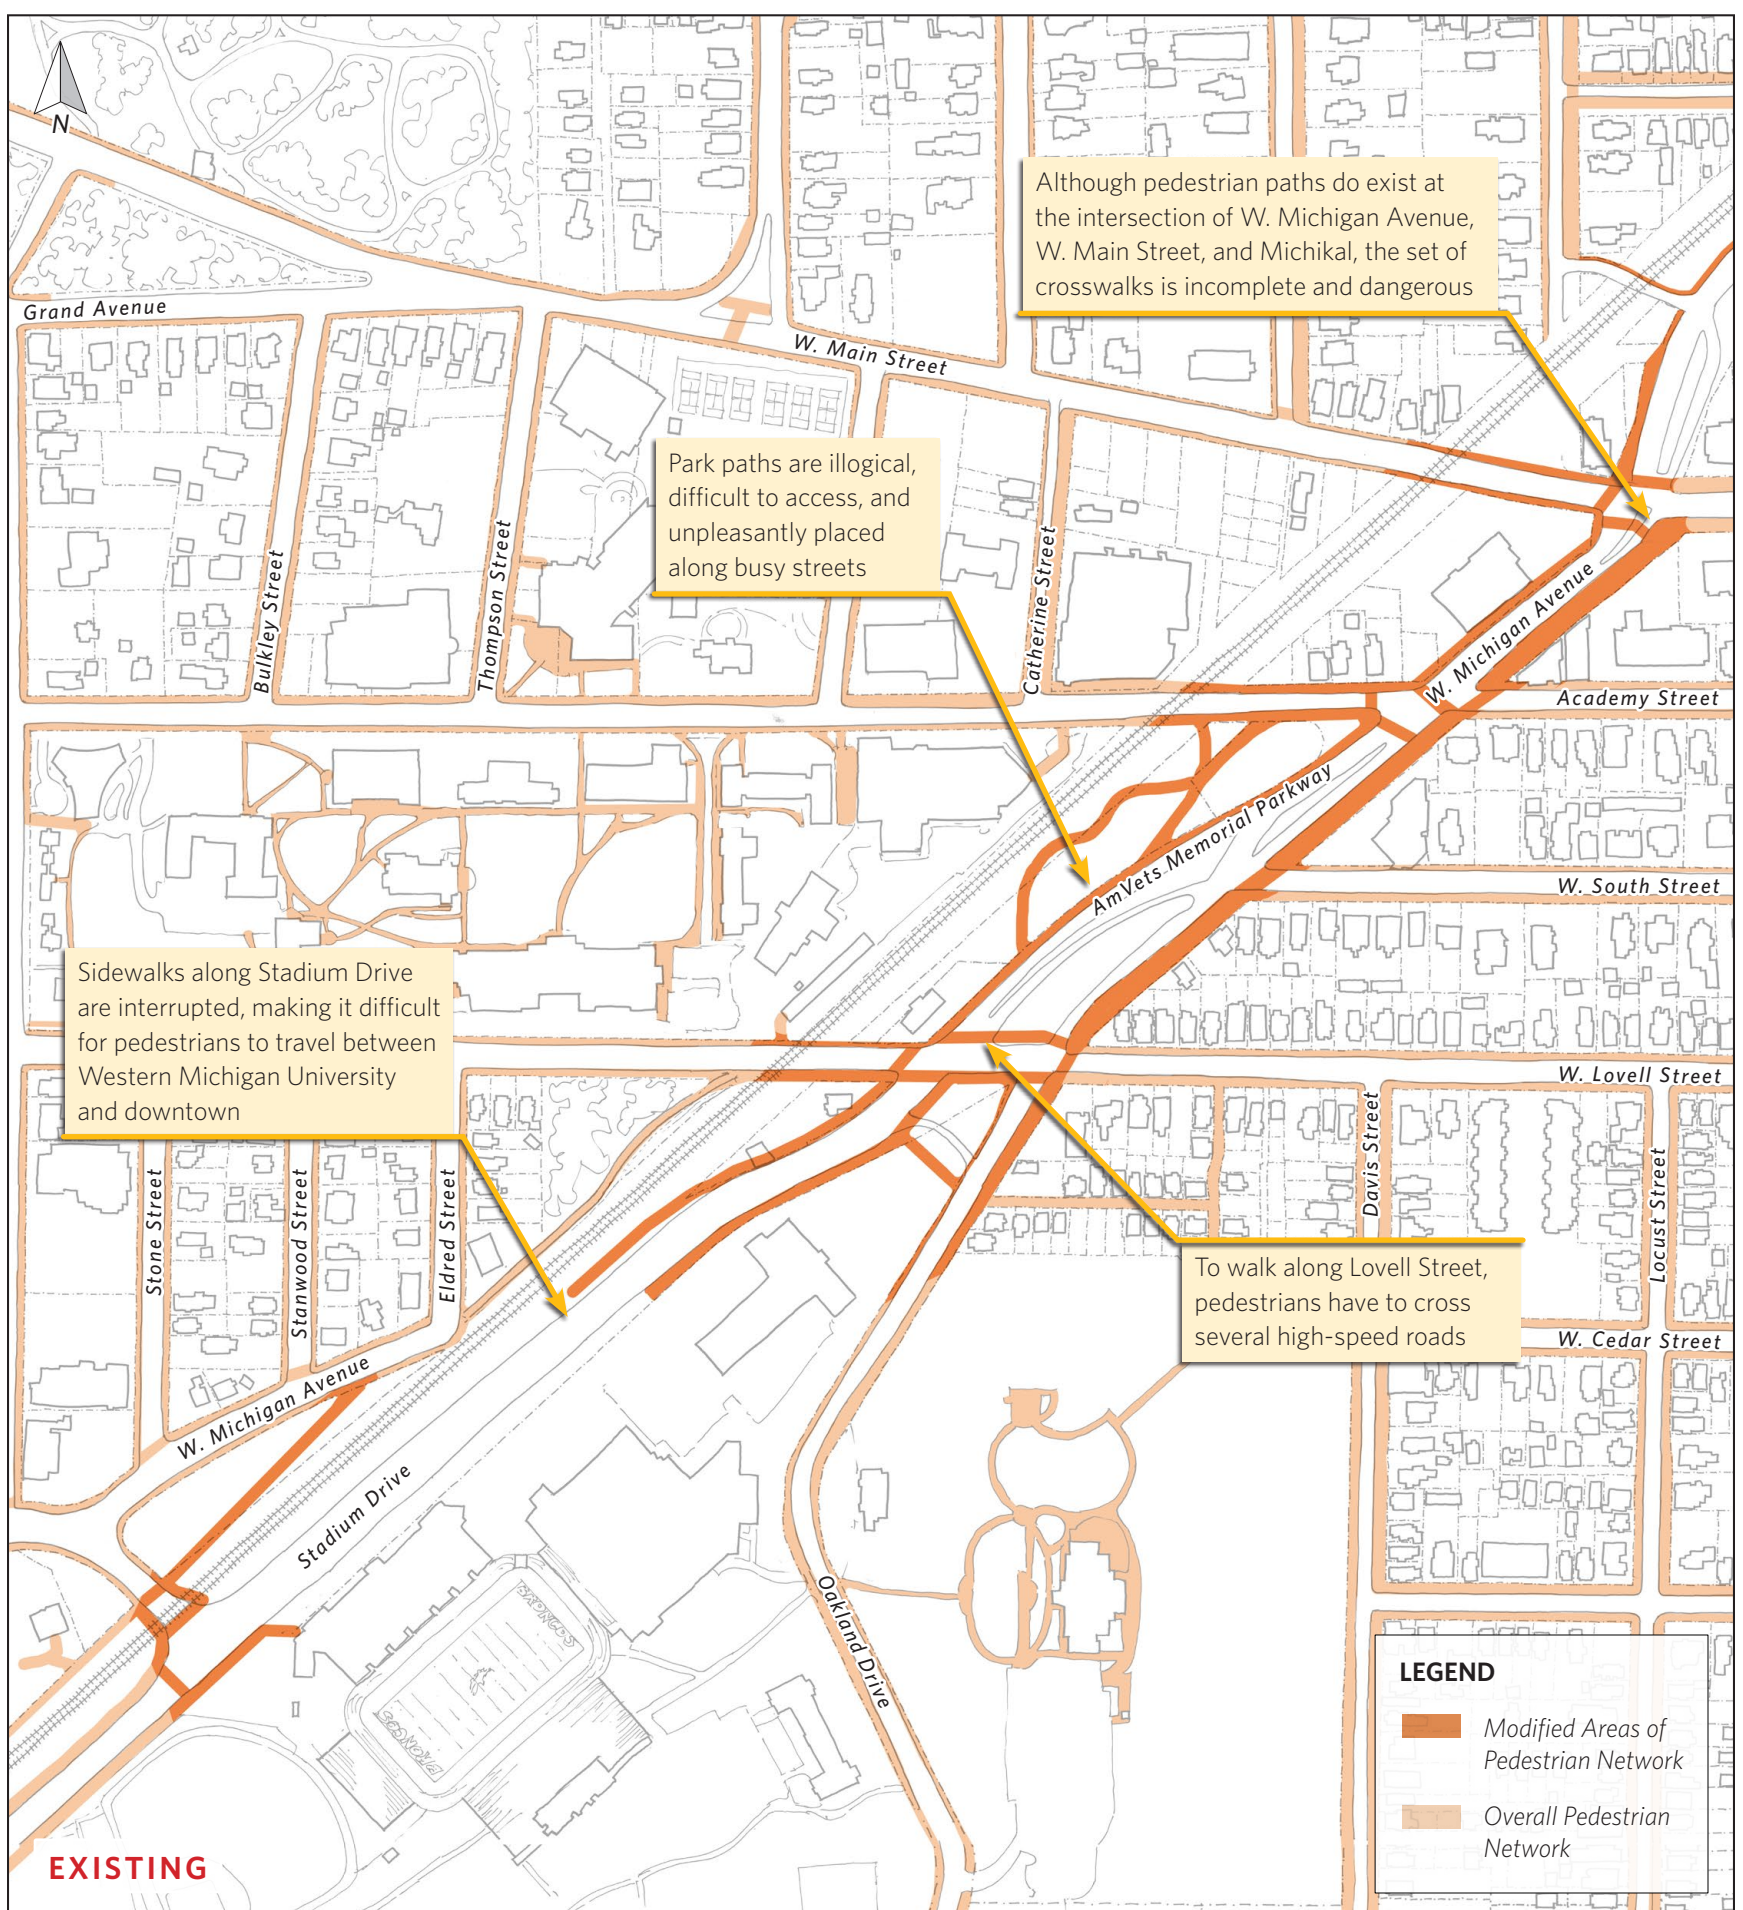 N
Although pedestrian paths do exist at
the intersection of W. Michigan Avenue,
W. Main Street, and Michikal, the set of
crosswalks is incomplete and dangerous
Grand Avenue
W. Main Street
Park paths are illogical,
difficult to access, and
unpleasantly placed
along busy streets
Bulkley Street
Thompson Street
Catherine Street
W. Michigan Avenue
Academy Street
AmVets Memorial Parkway
W. South Street
Sidewalks along Stadium Drive
are interrupted, making it difficult
for pedestrians to travel between
Western Michigan University
and downtown
W. Lovell Street
Stone Street
Stanwood Street
Eldred Street
Davis Street
Locust Street
To walk along Lovell Street,
pedestrians have to cross
several high-speed roads
W. Cedar Street
W. Michigan Avenue
Stadium Drive
Oakland Drive
BRONCOS
BRONCOS
LEGEND
Modified Areas of
Pedestrian Network
Overall Pedestrian
Network
EXISTING